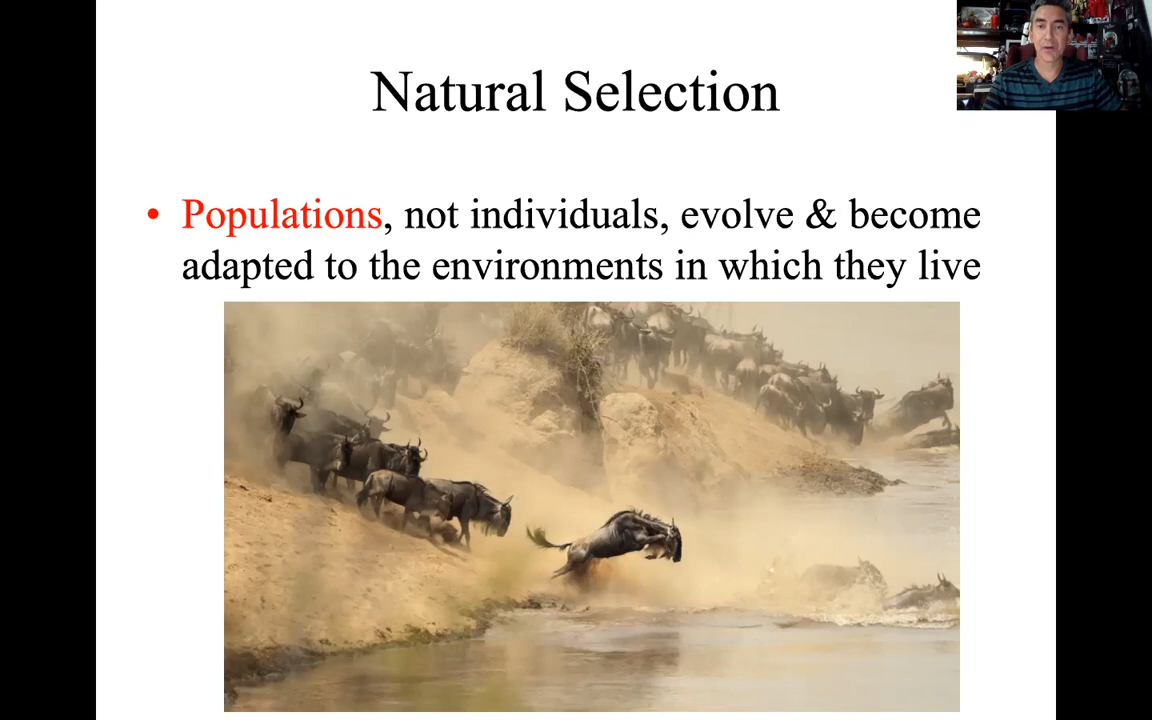 Natural Selection
• Populations, not individuals, evolve & become
adapted to the environments in which they live